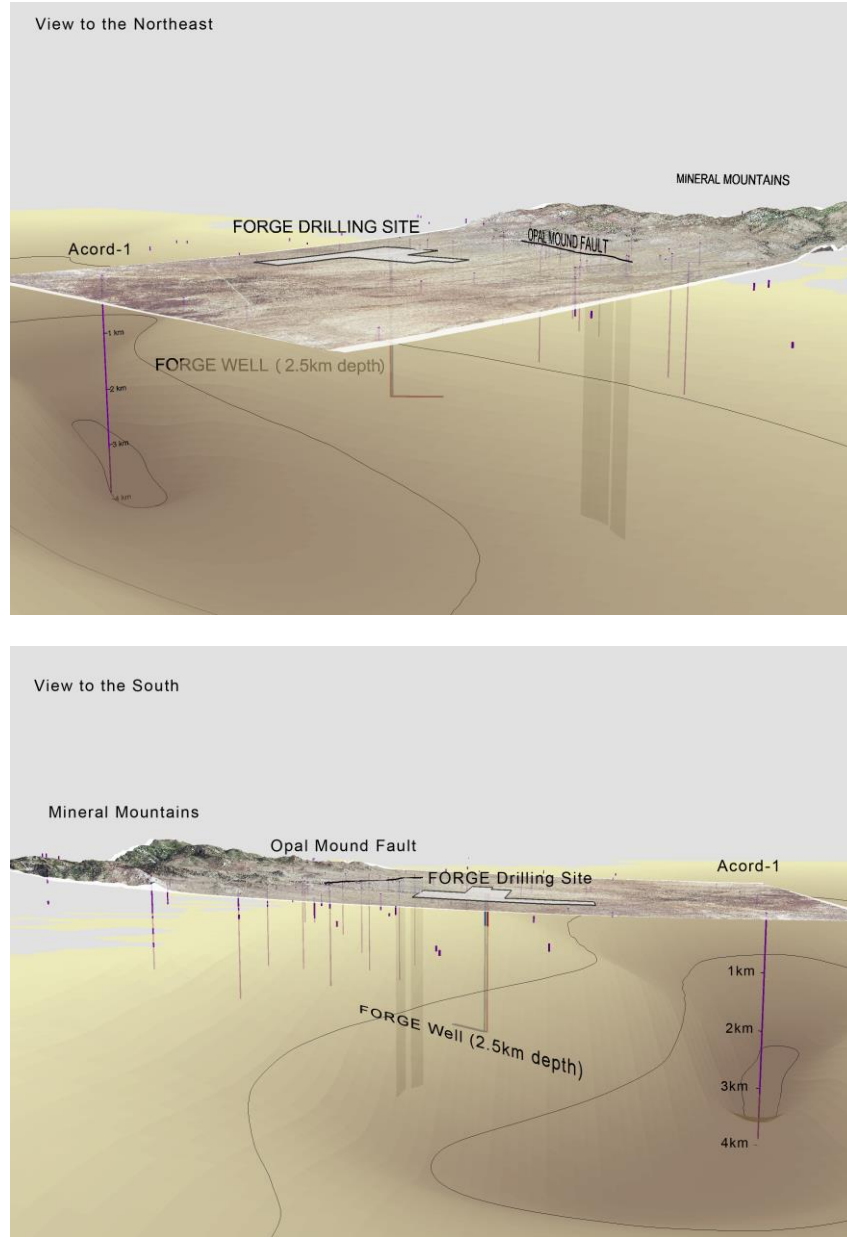 View to the Northeast
MINERAL MOUNTAINS
FORGE DRILLING SITE
OPAL MOUND FAULT
Acord-1
1 km
FORGE WELL ( 2.5km depth)
2 km
3 km
4 km
View to the South
Mineral Mountains
Opal Mound Fault
Acord-1
FORGE Drilling Site
1km
FORGE Well (2.5km depth)
2km
3km
4km